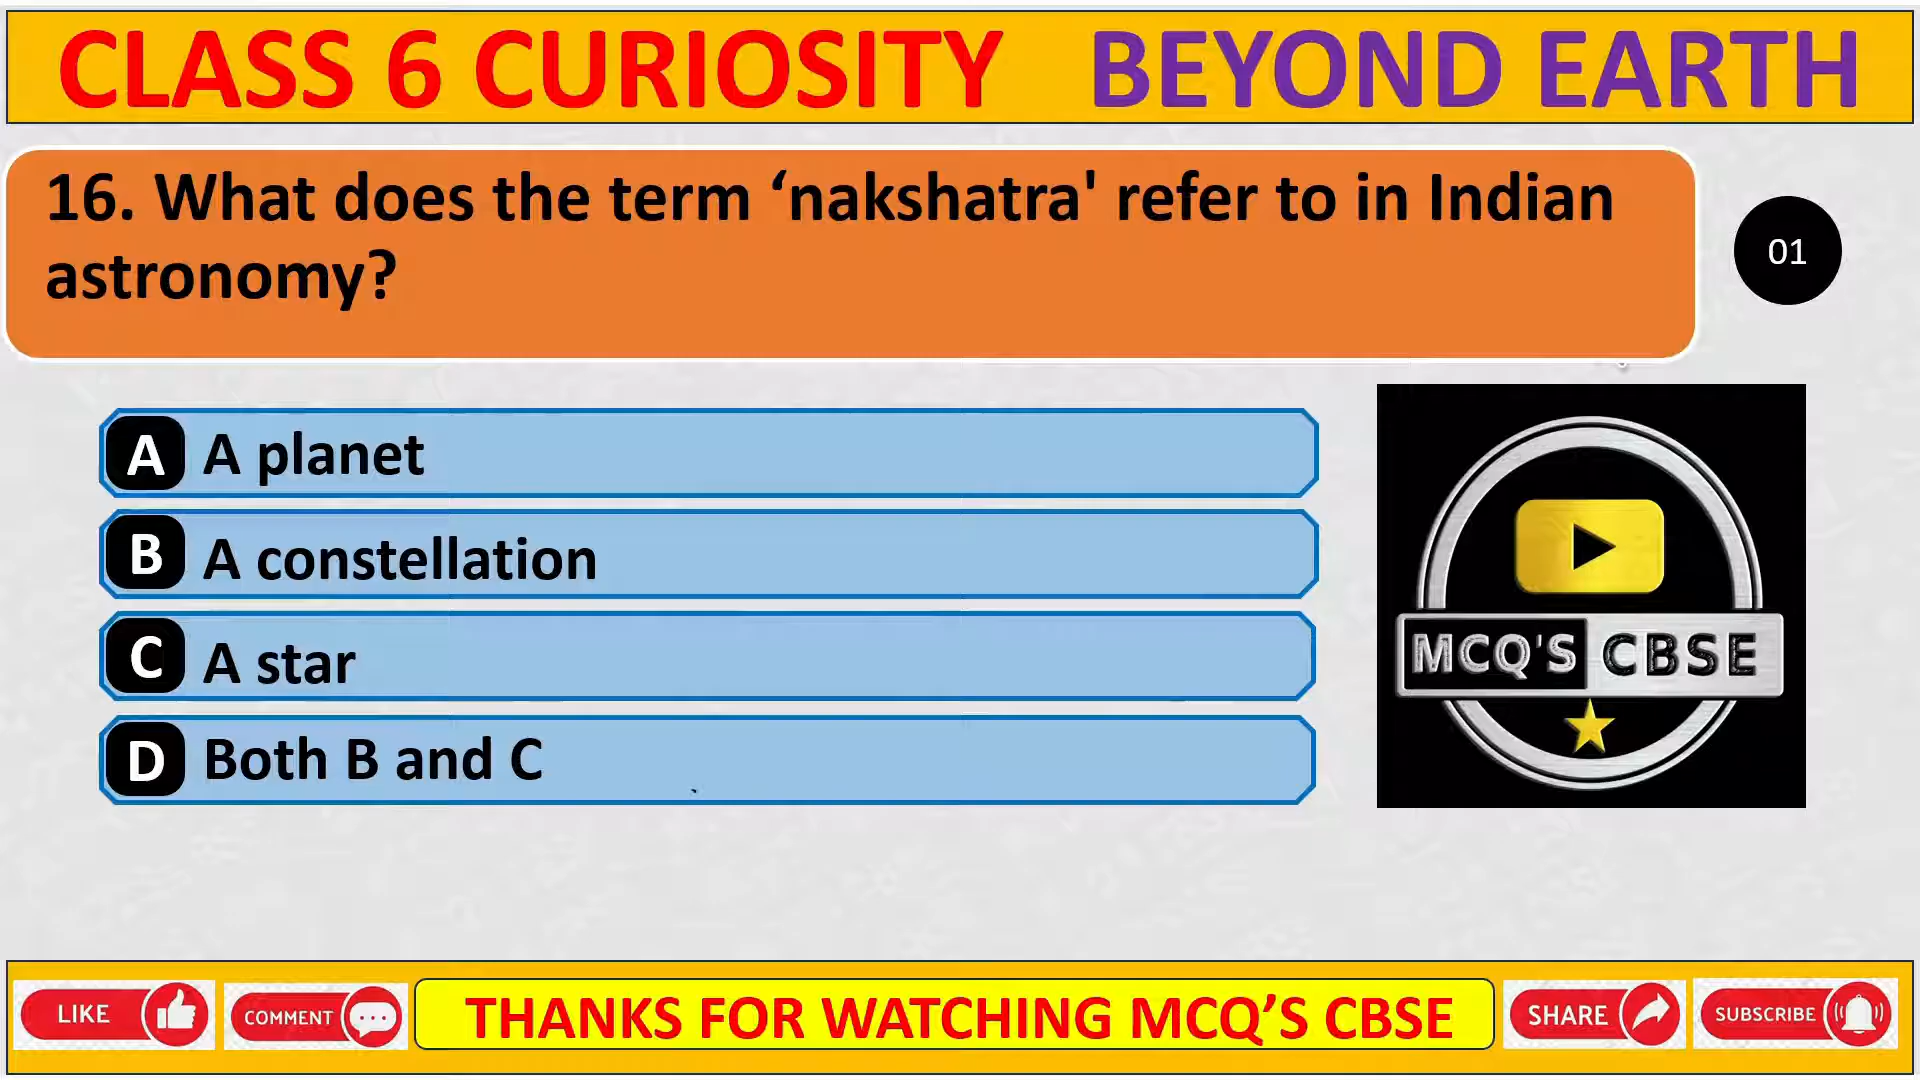 CLASS 6 CURIOSITY BEYOND EARTH
16. What does the term ‘nakshatra' refer to in Indian
astronomy?
01
A A planet
B A constellation
C A star
D Both B and C
MCQ'S CBSE
LIKE
COMMENT
THANKS FOR WATCHING MCQ’S CBSE
SHARE
SUBSCRIBE